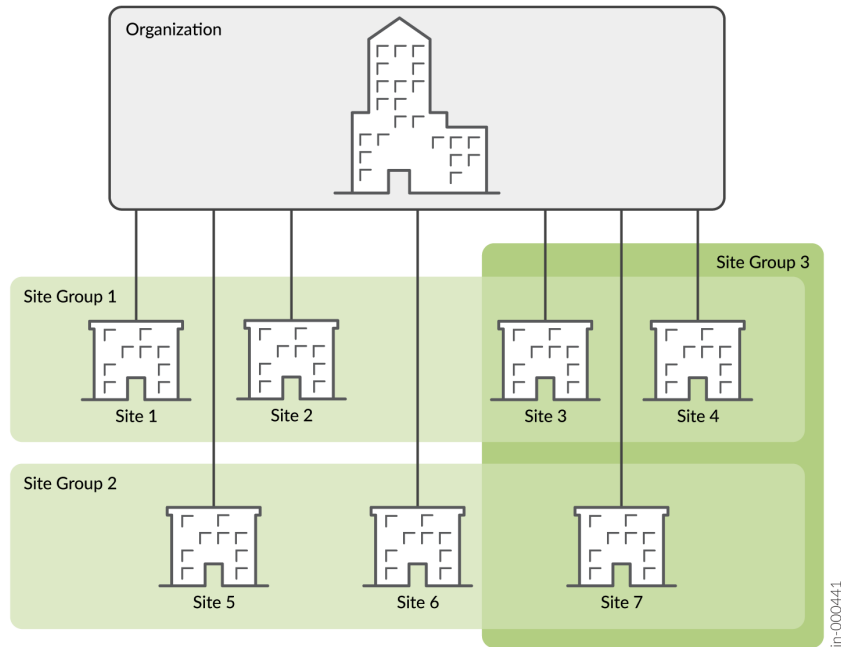 Organization
Site Group 3
Site Group 1
Site 1
Site 2
Site 3
Site 4
Site Group 2
Site 5
Site 6
Site 7
jn-000441